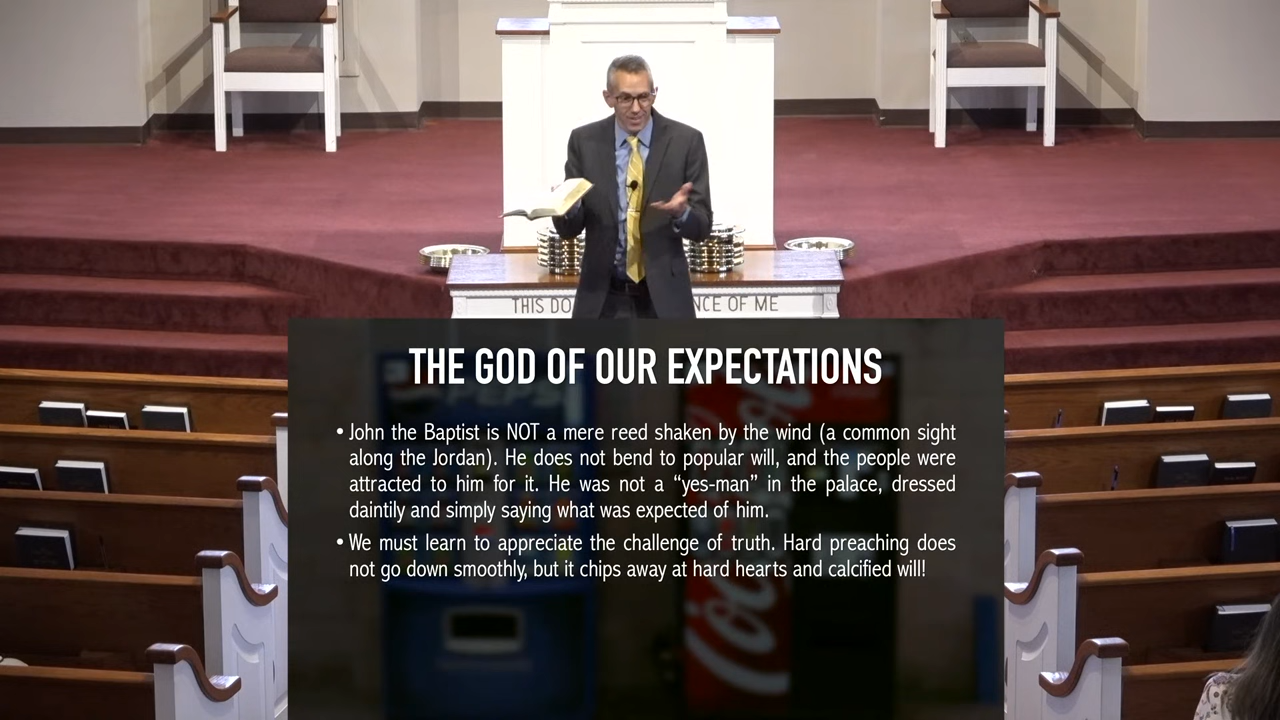 THIS DO NCE OF ME
THE GOD OF OUR EXPECTATIONS
PEPSI
• John the Baptist is NOT a mere reed shaken by the wind (a common sight
along the Jordan). He does not bend to popular will, and the people were
attracted to him for it. He was not a “yes-man” in the palace, dressed
daintily and simply saying what was expected of him.
• We must learn to appreciate the challenge of truth. Hard preaching does
not go down smoothly, but it chips away at hard hearts and calcified will!
Coca-Cola